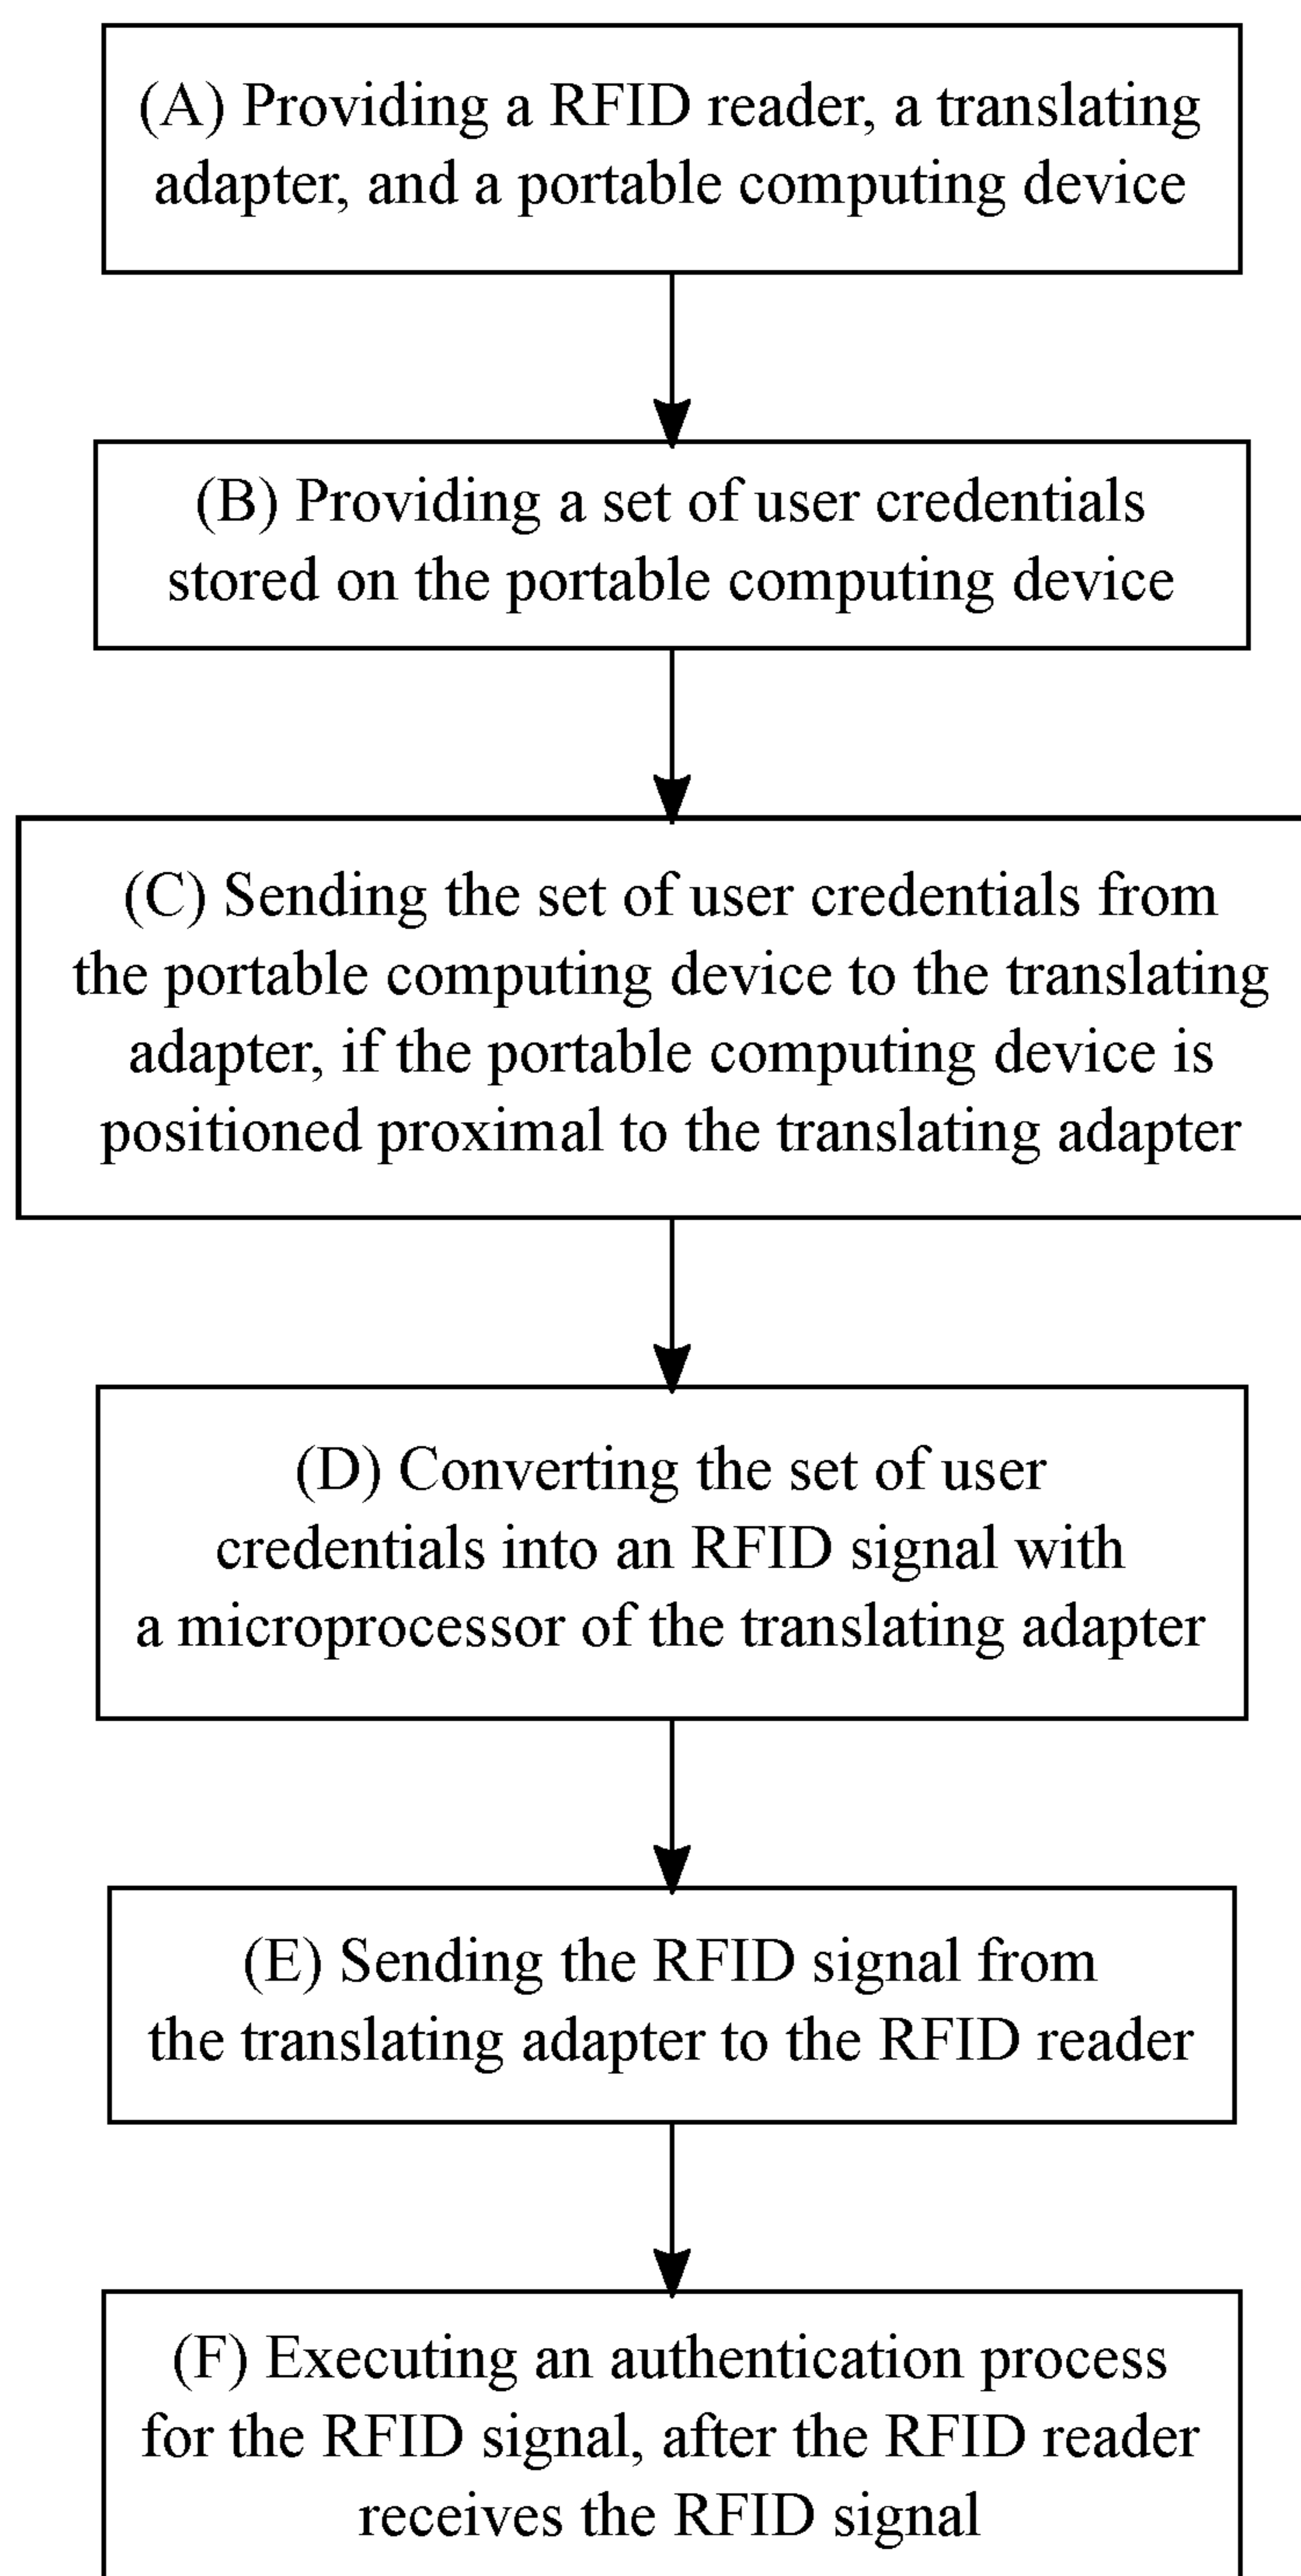 (A) Providing a RFID reader, a translating
adapter, and a portable computing device
(B) Providing a set of user credentials
stored on the portable computing device
(C) Sending the set of user credentials from
the portable computing device to the translating
adapter, if the portable computing device is
positioned proximal to the translating adapter
(D) Converting the set of user
credentials into an RFID signal with
a microprocessor of the translating adapter
(E) Sending the RFID signal from
the translating adapter to the RFID reader
(F) Executing an authentication process
for the RFID signal, after the RFID reader
receives the RFID signal